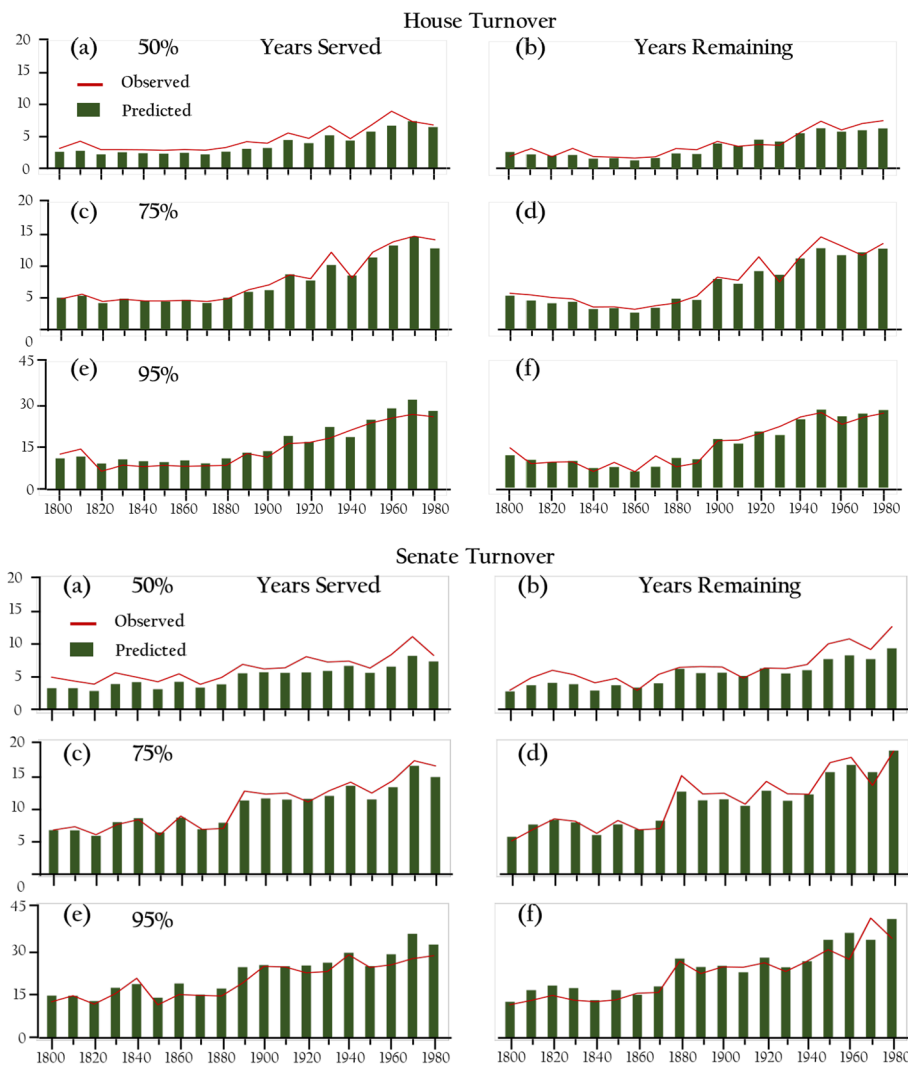 House Turnover
(a) 50% Years Served
(b) Years Remaining
Observed
Predicted
20
15
10
5
0
(c) 75%
(d)
20
15
10
5
0
(e) 95%
(f)
45
30
15
0
1800 1820 1840 1860 1880 1900 1920 1940 1960 1980
1800 1820 1840 1860 1880 1900 1920 1940 1960 1980
Senate Turnover
(a) 50% Years Served
(b) Years Remaining
Observed
Predicted
20
15
10
5
0
(c) 75%
(d)
20
15
10
5
0
(e) 95%
(f)
45
30
15
0
1800 1820 1840 1860 1880 1900 1920 1940 1960 1980
1800 1820 1840 1860 1880 1900 1920 1940 1960 1980